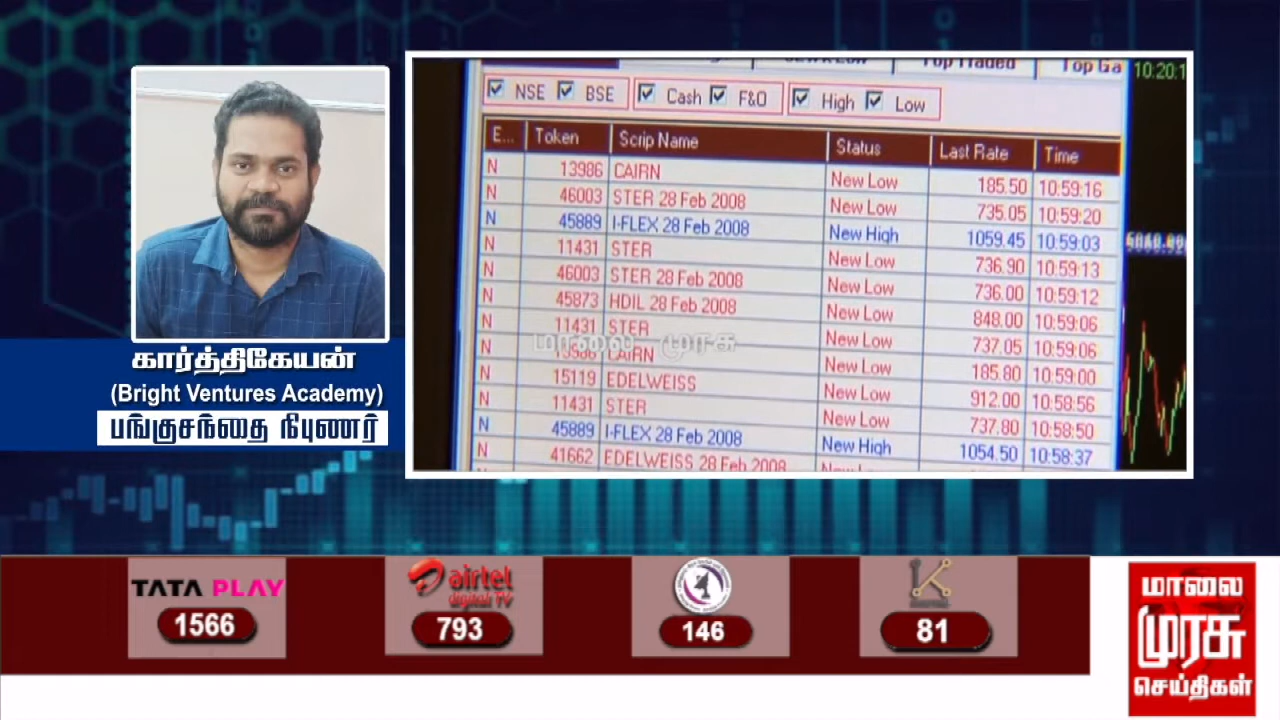 Top Traded
Top Ga
10:20:1
NSE BSE Cash F&O High Low
E... Token Scrip Name Status Last Rate Time
N 13986 CAIRN New Low 185.50 10:59:16
N 46003 STER 28 Feb 2008 New Low 735.05 10:59:20
N 45889 I-FLEX 28 Feb 2008 New High 1059.45 10:59:03
N 11431 STER New Low 736.90 10:59:13
N 46003 STER 28 Feb 2008 New Low 736.00 10:59:12
N 45873 HDIL 28 Feb 2008 New Low 848.00 10:59:06
N 11431 STER New Low 737.05 10:59:06
N 13986 CAIRN New Low 185.80 10:59:00
N 15119 EDELWEISS New Low 912.00 10:58:56
N 11431 STER New Low 737.80 10:58:50
N 45889 I-FLEX 28 Feb 2008 New High 1054.50 10:58:37
N 41662 EDELWEISS 28 Feb 2008
மாலை முரசு
கார்த்திகேயன்
(Bright Ventures Academy)
பங்குசந்தை நிபுணர்
TATA PLAY
1566
airtel
digital TV
793
146
81
மாலை
முரசு
செய்திகள்